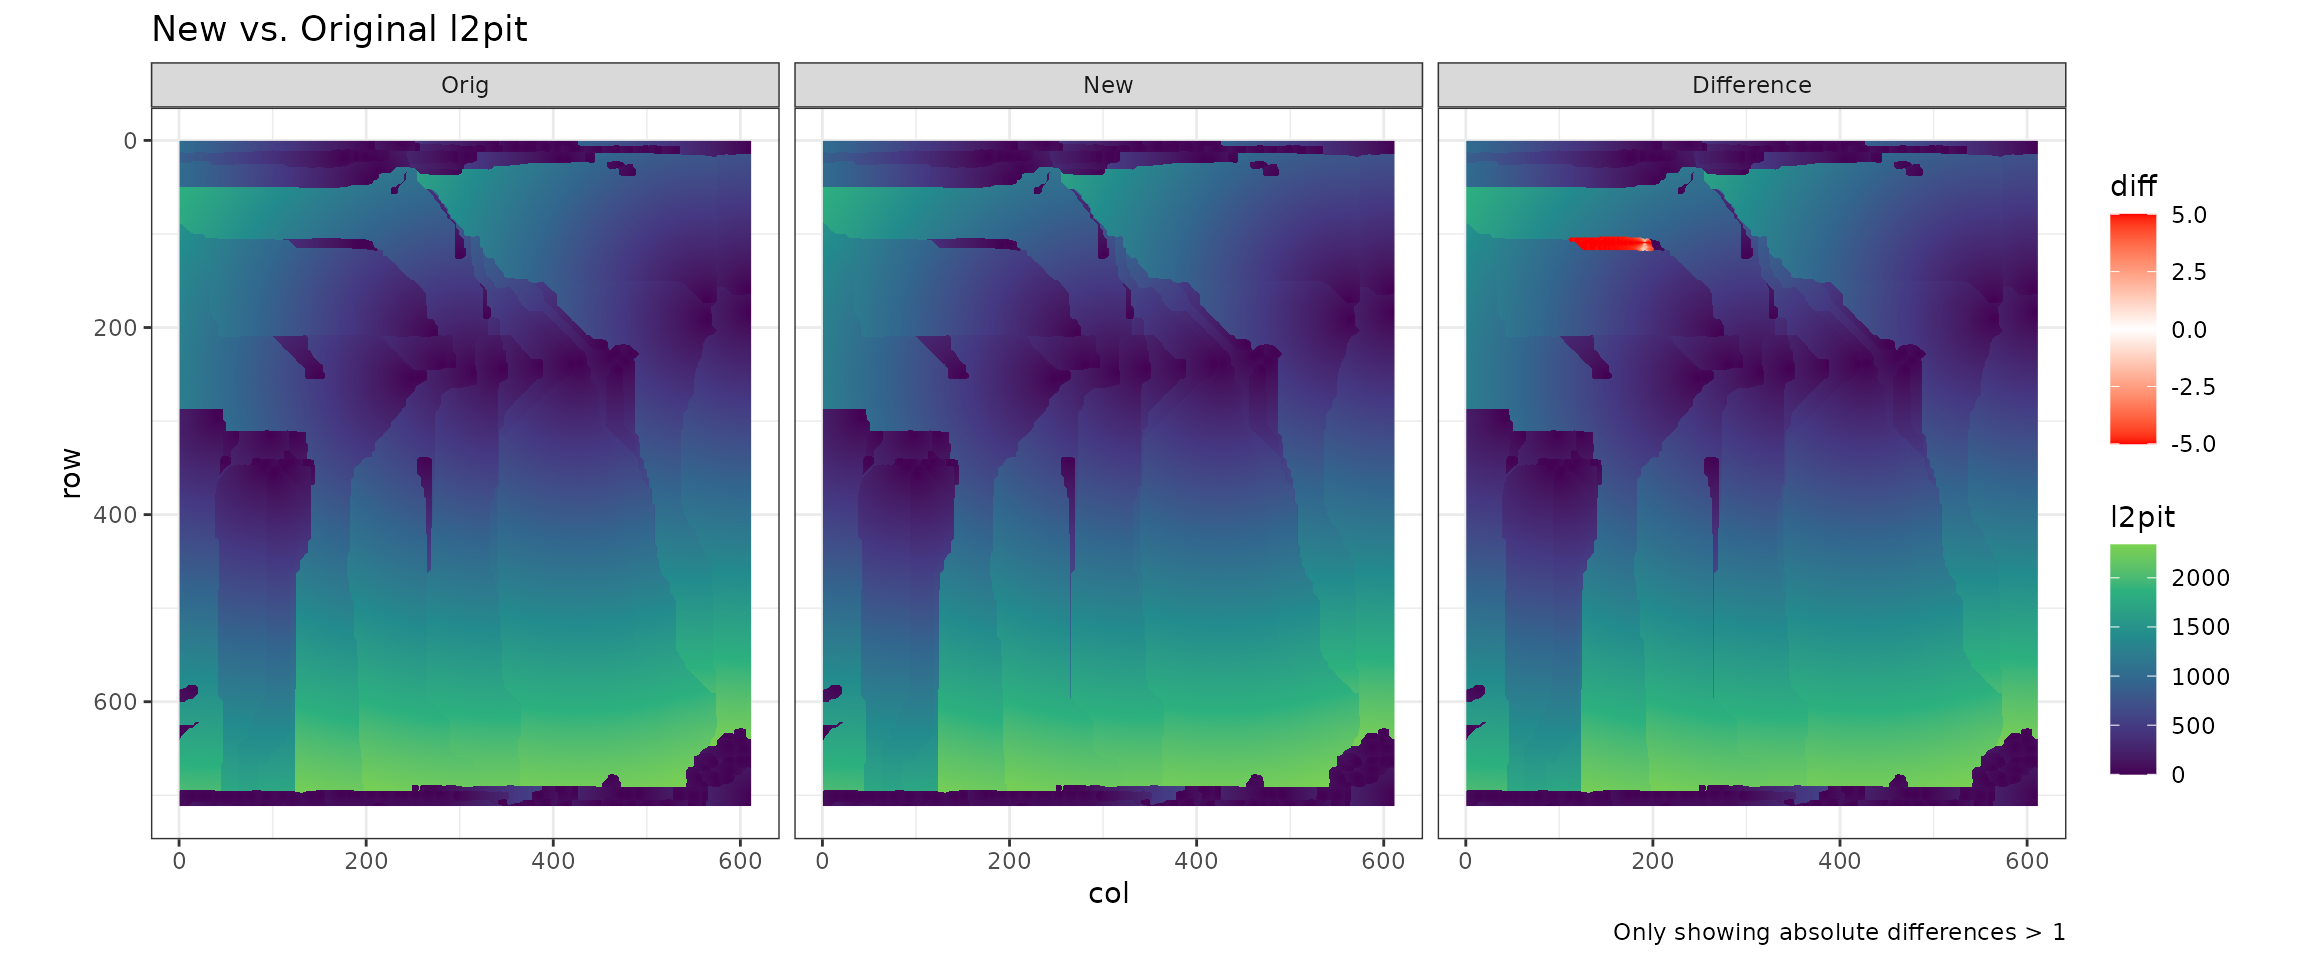 New vs. Original l2pit
Orig
New
Difference
0
200
400
600
row
0
200
400
600
0
200
400
600
0
200
400
600
col
diff
5.0
2.5
0.0
-2.5
-5.0
l2pit
2000
1500
1000
500
0
Only showing absolute differences > 1